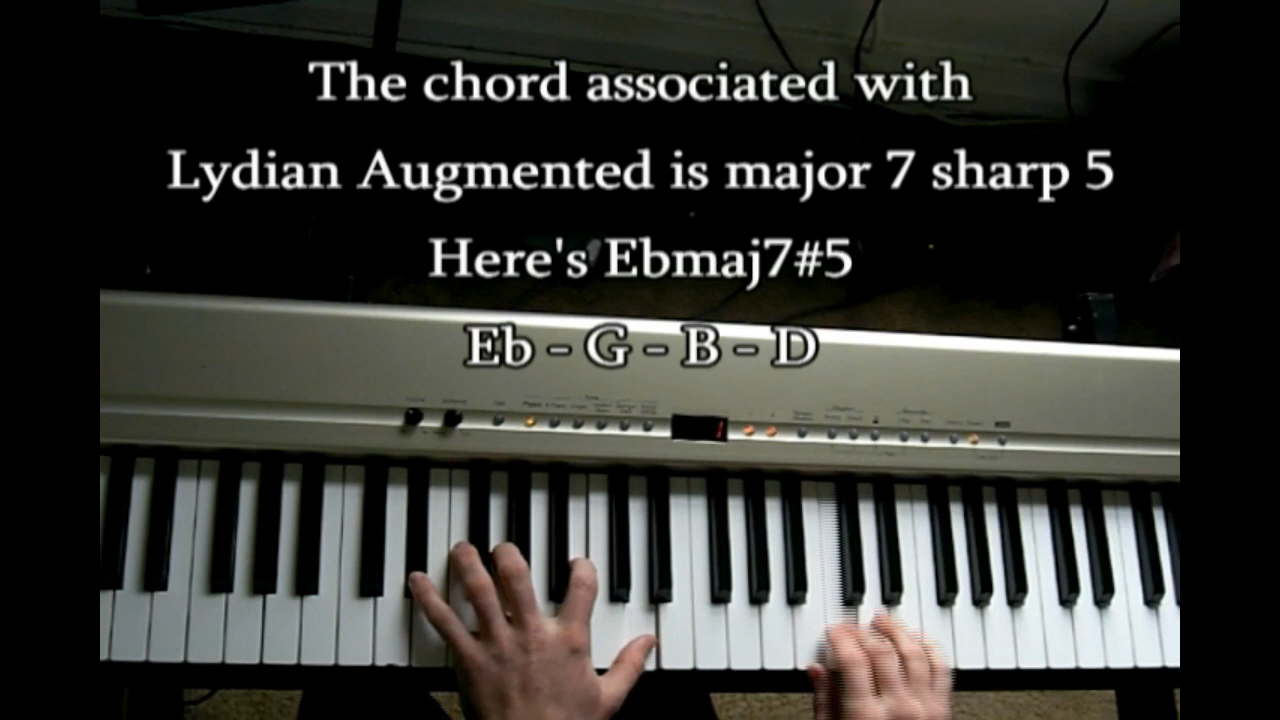 The chord associated with
Lydian Augmented is major 7 sharp 5
Here's Ebmaj7#5
Eb - G - B - D